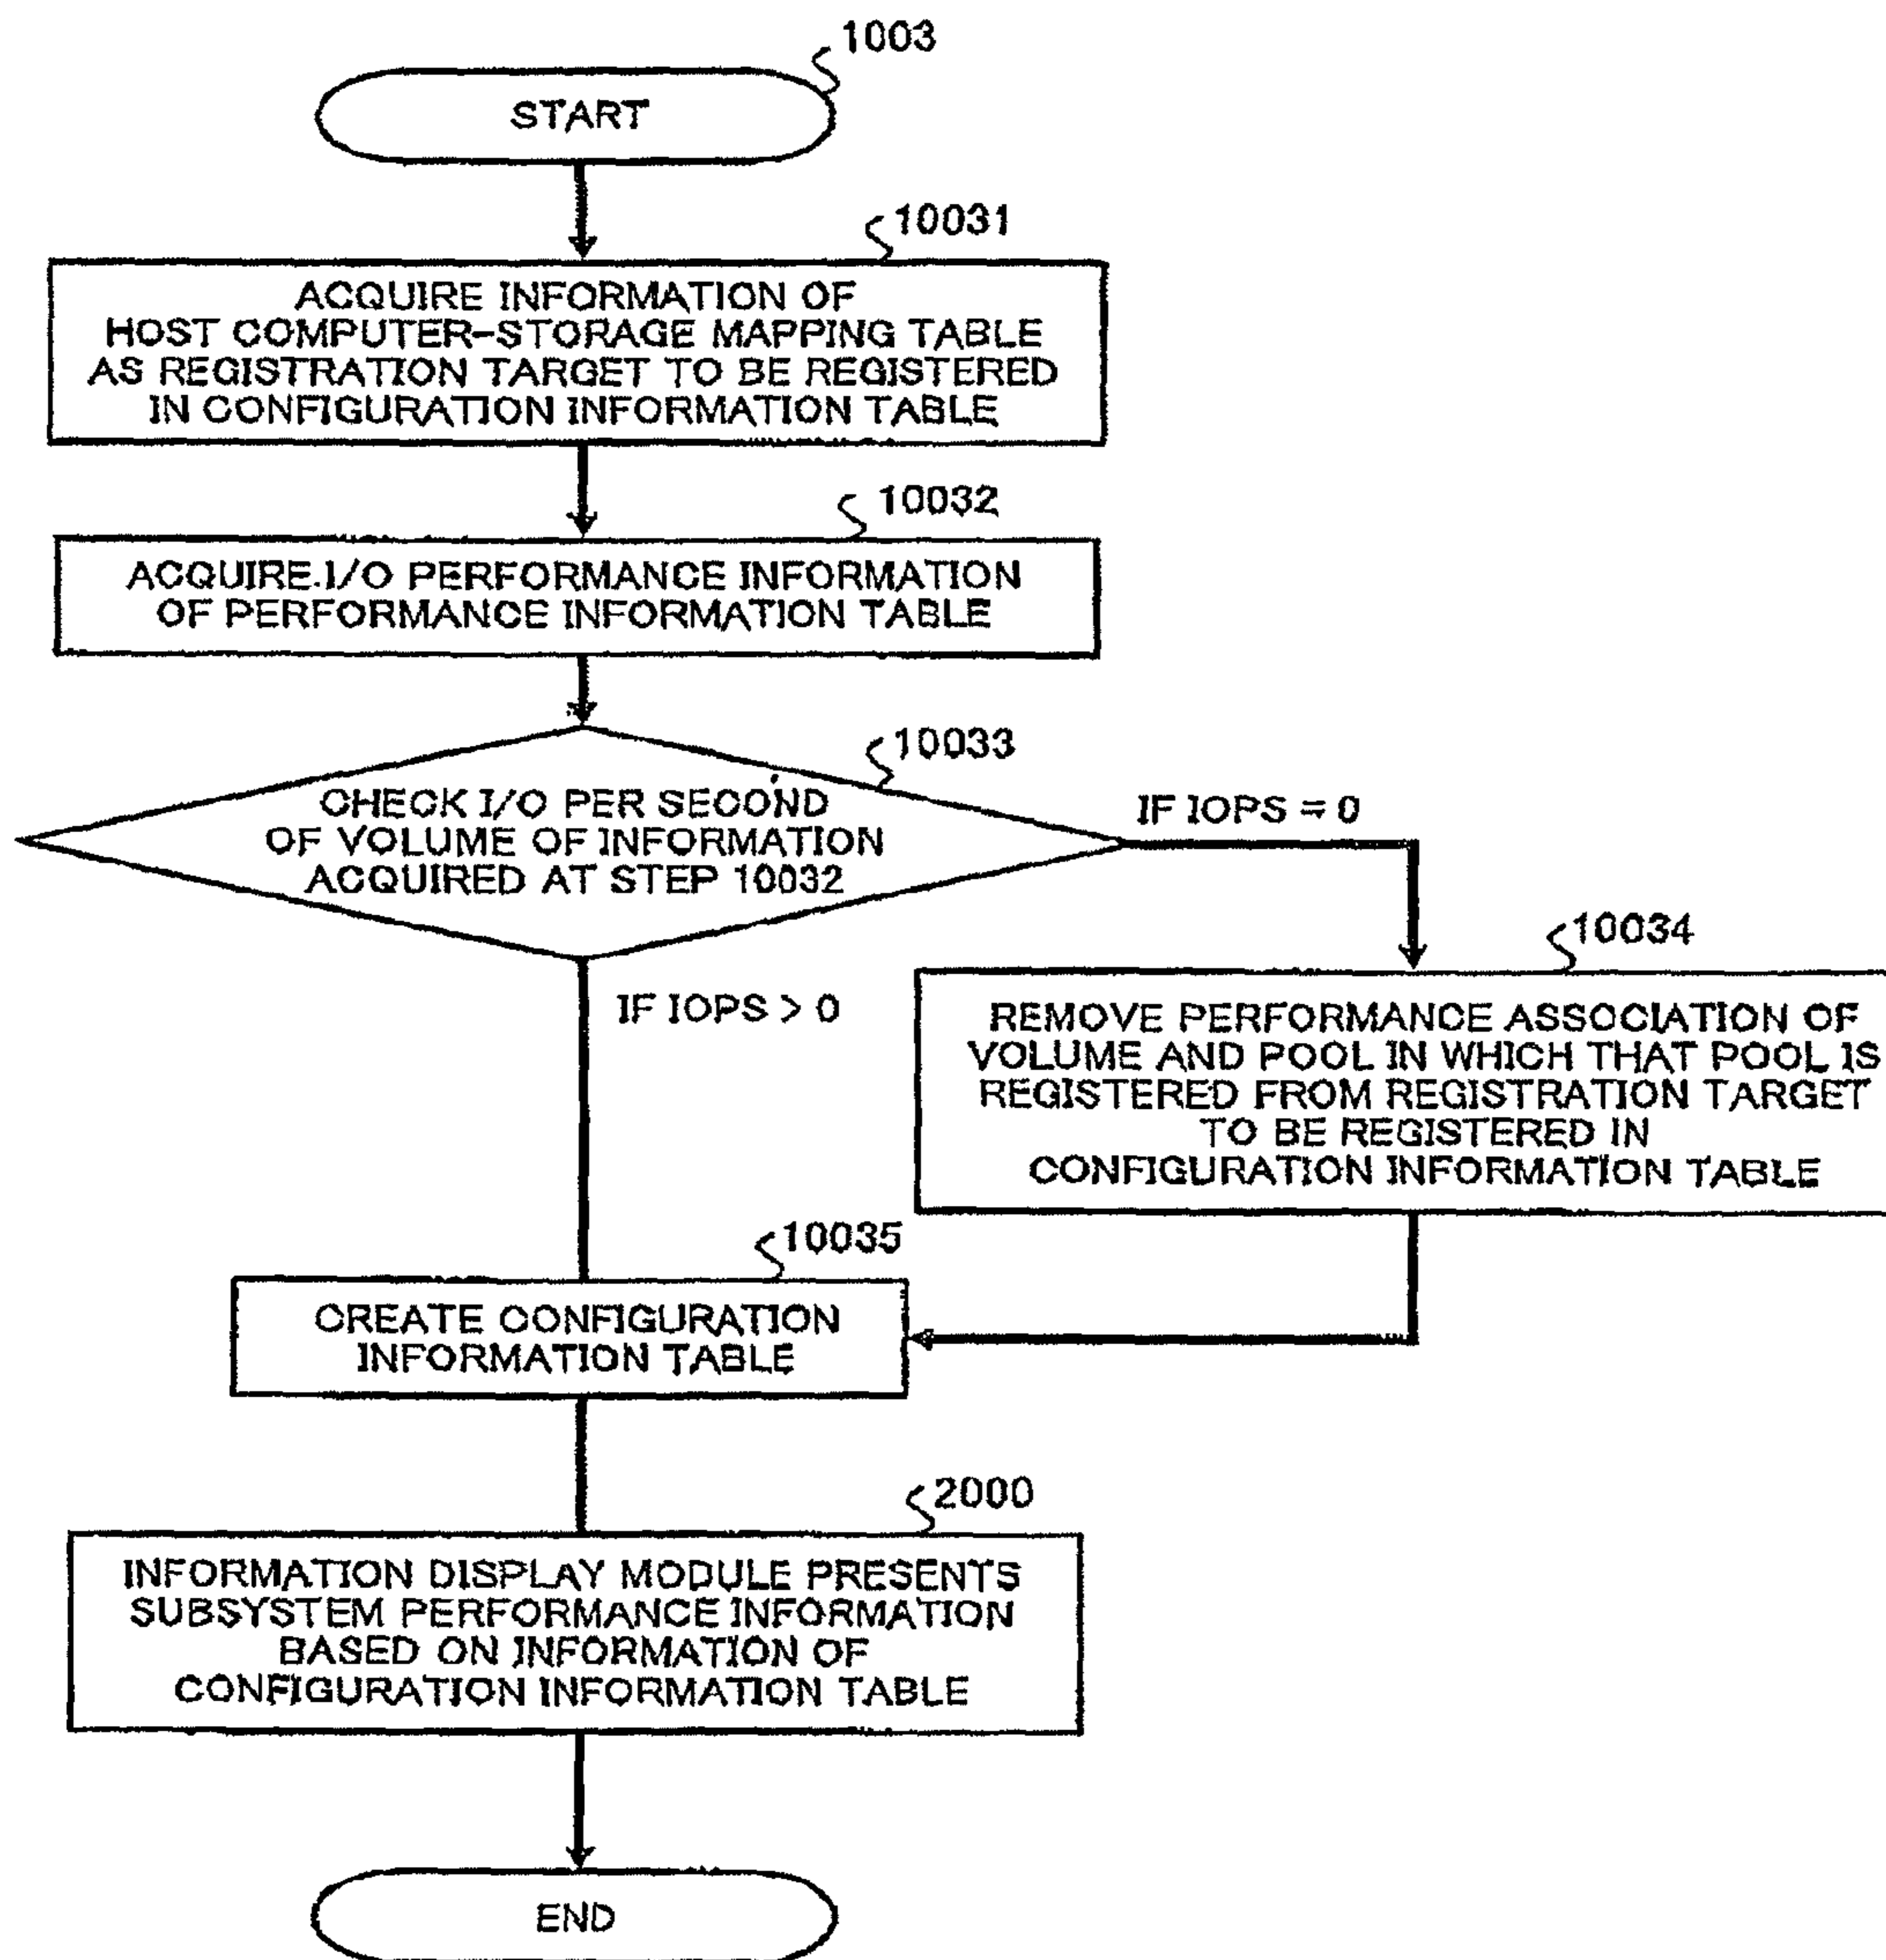 1003
START
10031
ACQUIRE INFORMATION OF
HOST COMPUTER-STORAGE MAPPING TABLE
AS REGISTRATION TARGET TO BE REGISTERED
IN CONFIGURATION INFORMATION TABLE
10032
ACQUIRE I/O PERFORMANCE INFORMATION
OF PERFORMANCE INFORMATION TABLE
10033
CHECK I/O PER SECOND
OF VOLUME OF INFORMATION
ACQUIRED AT STEP 10032
IF IOPS = 0
IF IOPS > 0
10034
REMOVE PERFORMANCE ASSOCIATION OF
VOLUME AND POOL IN WHICH THAT POOL IS
REGISTERED FROM REGISTRATION TARGET
TO BE REGISTERED IN
CONFIGURATION INFORMATION TABLE
10035
CREATE CONFIGURATION
INFORMATION TABLE
2000
INFORMATION DISPLAY MODULE PRESENTS
SUBSYSTEM PERFORMANCE INFORMATION
BASED ON INFORMATION OF
CONFIGURATION INFORMATION TABLE
END